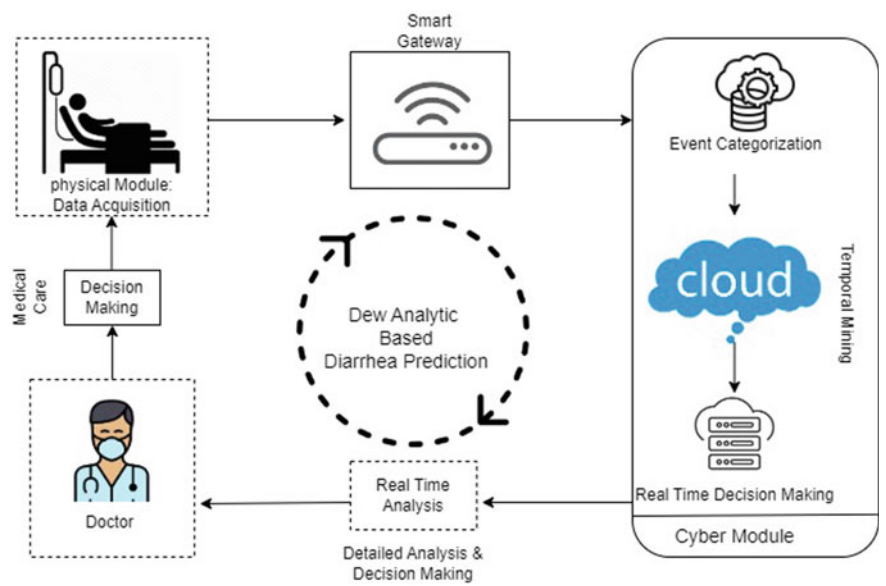 Smart
Gateway
physical Module:
Data Acquisition
Event Categorization
cloud
Temporal Mining
Real Time Decision Making
Cyber Module
Medical
Care
Decision
Making
Dew Analytic
Based
Diarrhea Prediction
Doctor
Real Time
Analysis
Detailed Analysis &
Decision Making